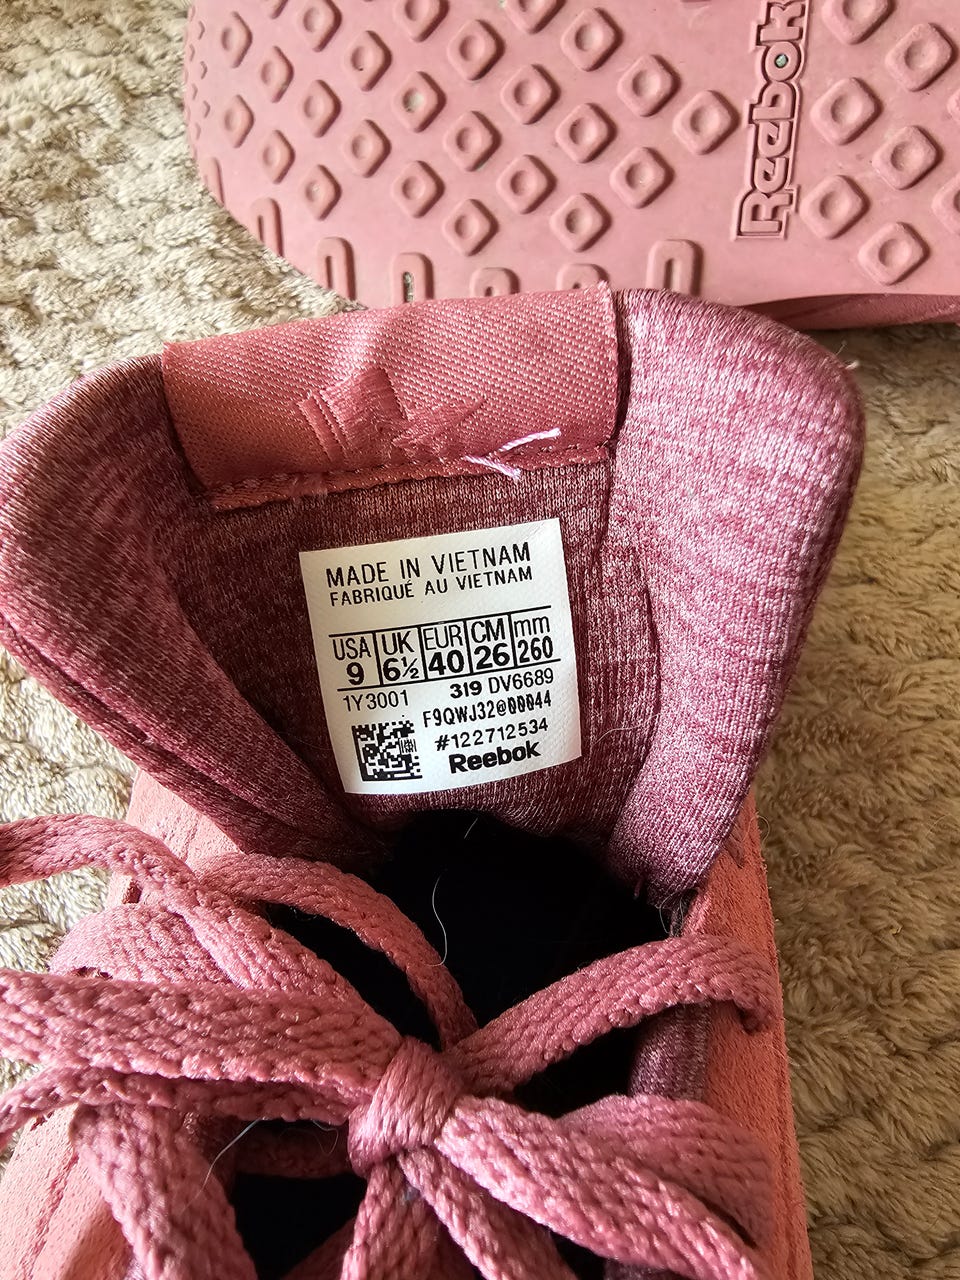 Reebok
MADE IN VIETNAM
FABRIQUÉ AU VIETNAM
USA UK EUR CM mm
9 6½ 40 26 260
1Y3001 319 DV6689
F9QWJ32@00044
#122712534
Reebok